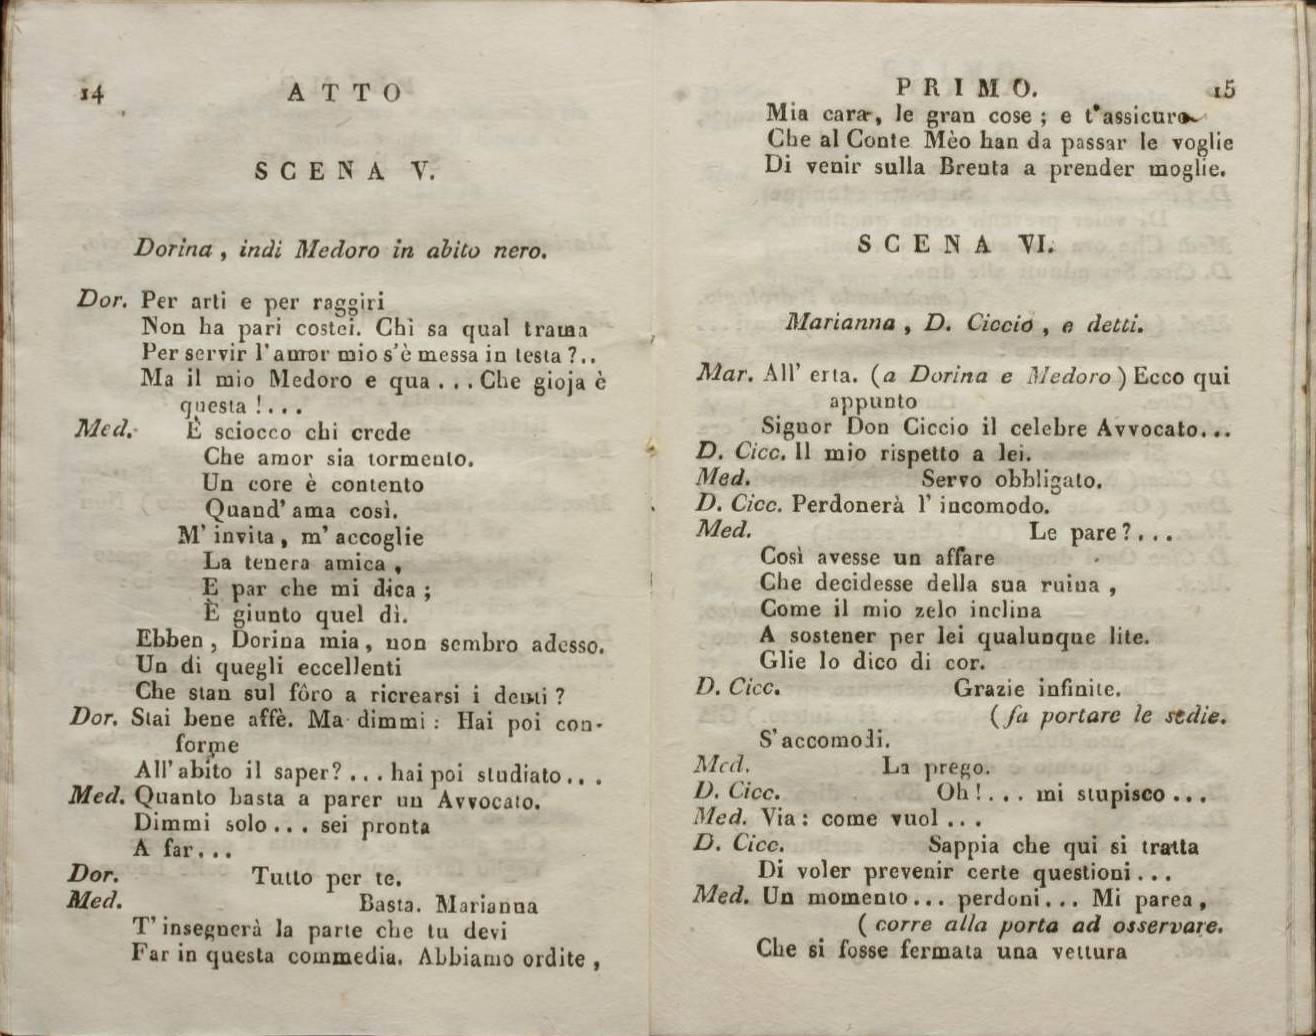 14 ATTO
SCENA V.
Dorina, indi Medoro in abito nero.
Dor. Per arti e per raggiri
Non ha pari costei. Chì sa qual trama
Per servir l'amor mio s'è messa in testa?..
Ma il mio Medoro e qua... Che gioja è
questa!...
Med. È sciocco chi crede
Che amor sia tormento.
Un core è contento
Quand' ama così.
M' invita, m' accoglie
La tenera amica,
E par che mi dica;
È giunto quel dì.
Ebben, Dorina mia, non sembro adesso.
Un di quegli eccellenti
Che stan sul fôro a ricrearsi i denti?
Dor. Stai bene affè. Ma dimmi: Hai poi con-
forme
All' abito il saper?... hai poi studiato...
Med. Quanto basta a parer un Avvocato.
Dimmi solo... sei pronta
A far...
Dor. Tutto per te.
Med. Basta. Marianna
T' insegnerà la parte che tu devi
Far in questa commedia. Abbiamo ordite,
PRIMO. 15
Mia cara, le gran cose; e t'assicuro
Che al Conte Mèo han da passar le voglie
Di venir sulla Brenta a prender moglie.
SCENA VI.
Marianna, D. Ciccio, e detti.
Mar. All' erta. (a Dorina e Medoro) Ecco qui
appunto
Signor Don Ciccio il celebre Avvocato...
D. Cicc. Il mio rispetto a lei.
Med. Servo obbligato.
D. Cicc. Perdonerà l' incomodo.
Med. Le pare?...
Così avesse un affare
Che decidesse della sua ruina,
Come il mio zelo inclina
A sostener per lei qualunque lite.
Glie lo dico di cor.
D. Cicc. Grazie infinite.
(fa portare le sedie.
S' accomodi.
Med. La prego.
D. Cicc. Oh!... mi stupisco...
Med. Via: come vuol...
D. Cicc. Sappia che qui si tratta
Di voler prevenir certe questioni...
Med. Un momento... perdoni... Mi parea,
(corre alla porta ad osservare.
Che si fosse fermata una vettura